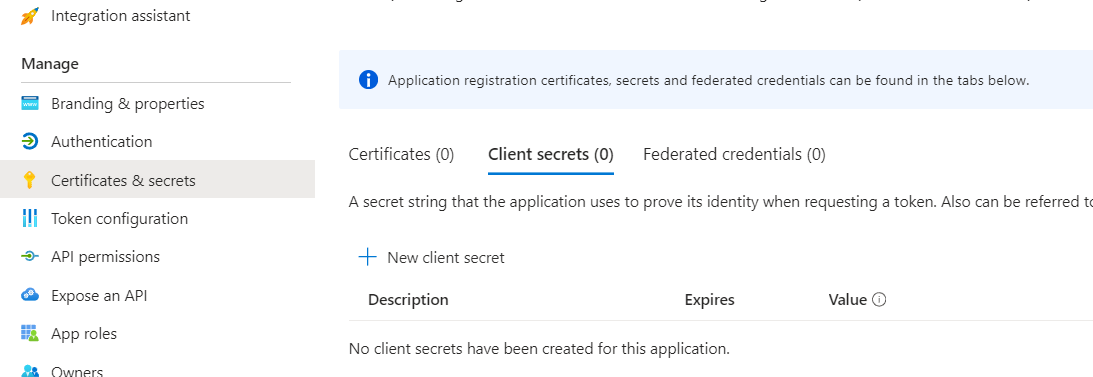 Integration assistant
Manage
Branding & properties
Authentication
Certificates & secrets
Token configuration
API permissions
Expose an API
App roles
Owners
Application registration certificates, secrets and federated credentials can be found in the tabs below.
Certificates (0) Client secrets (0) Federated credentials (0)
A secret string that the application uses to prove its identity when requesting a token. Also can be referred to
New client secret
Description Expires Value
No client secrets have been created for this application.